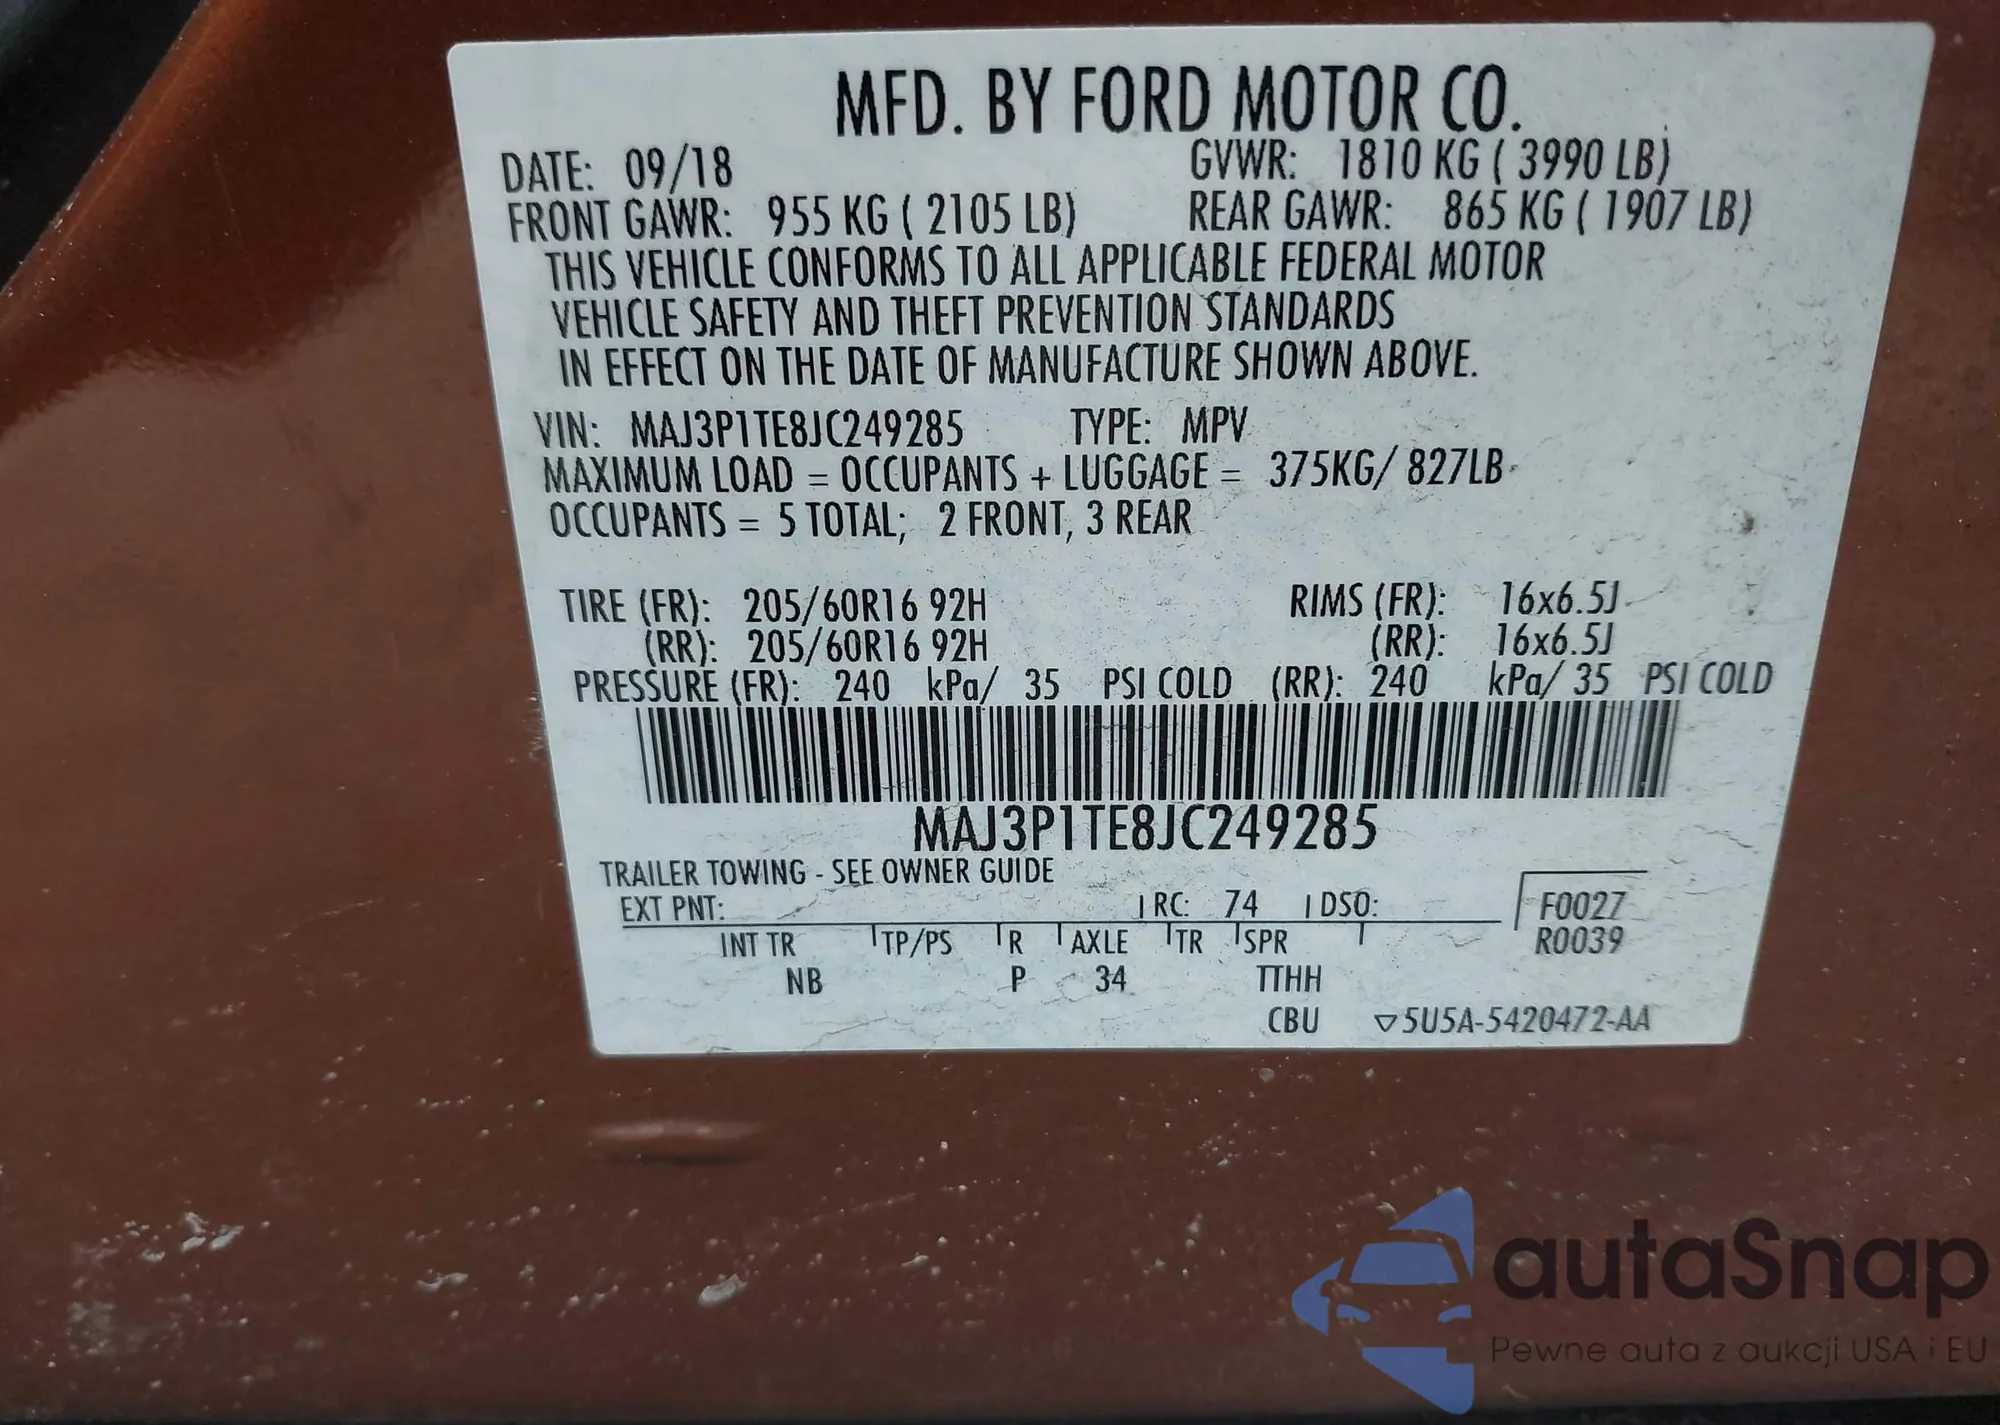 MFD. BY FORD MOTOR CO.
DATE: 09/18 GVWR: 1810 KG ( 3990 LB)
FRONT GAWR: 955 KG ( 2105 LB) REAR GAWR: 865 KG ( 1907 LB)
THIS VEHICLE CONFORMS TO ALL APPLICABLE FEDERAL MOTOR
VEHICLE SAFETY AND THEFT PREVENTION STANDARDS
IN EFFECT ON THE DATE OF MANUFACTURE SHOWN ABOVE.
VIN: MAJ3P1TE8JC249285 TYPE: MPV
MAXIMUM LOAD = OCCUPANTS + LUGGAGE = 375KG/ 827LB
OCCUPANTS = 5 TOTAL; 2 FRONT, 3 REAR
TIRE (FR): 205/60R16 92H RIMS (FR): 16x6.5J
(RR): 205/60R16 92H (RR): 16x6.5J
PRESSURE (FR): 240 kPa/ 35 PSI COLD (RR): 240 kPa/ 35 PSI COLD
MAJ3P1TE8JC249285
TRAILER TOWING - SEE OWNER GUIDE
EXT PNT: RC: 74 DSO: F0027
INT TR TP/PS R AXLE TR SPR R0039
NB P 34 TTHH
CBU ▽5U5A-5420472-AA
autaSnap
Pewne auta z aukcji USA i EU